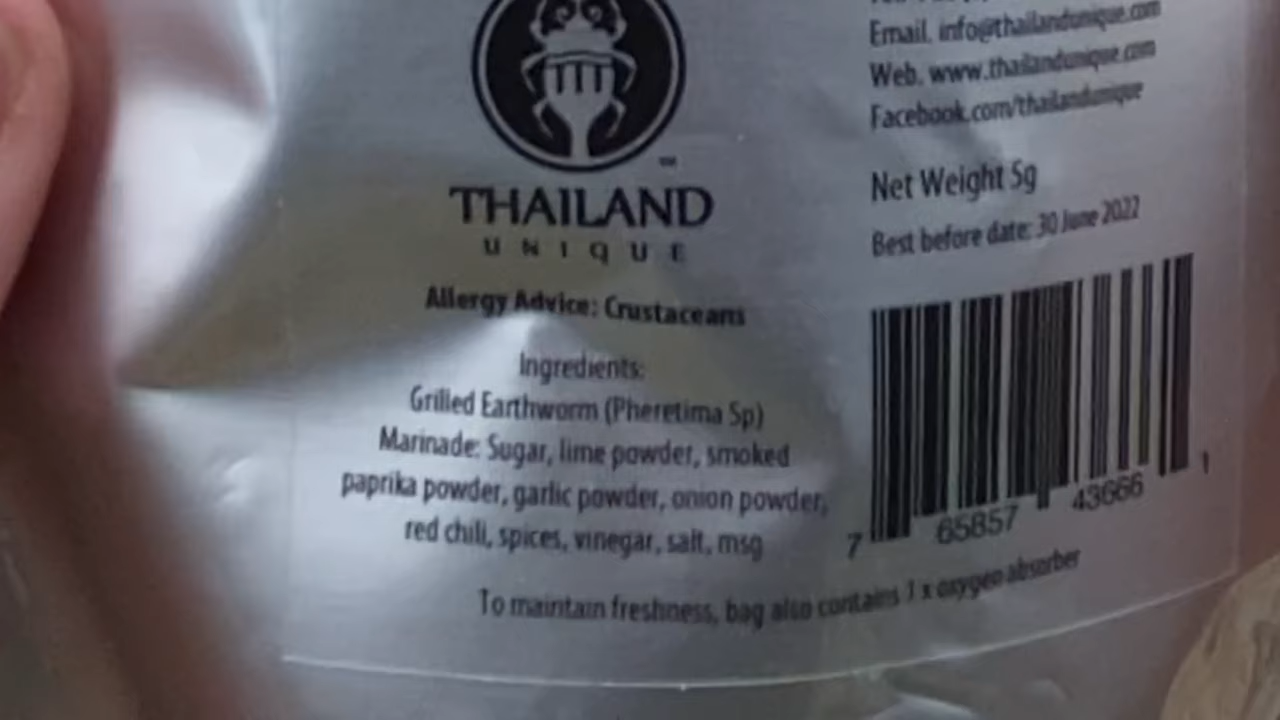 Email. info@thailandunique.com
Web. www.thailandunique.com
Facebook.com/thailandunique
Net Weight 5g
Best before date: 30 June 2022
7 65857 43666 1
THAILAND
UNIQUE
Allergy Advice: Crustaceans
Ingredients:
Grilled Earthworm (Pheretima Sp)
Marinade: Sugar, lime powder, smoked
paprika powder, garlic powder, onion powder,
red chili, spices, vinegar, salt, msg
To maintain freshness, bag also contains 1 x oxygen absorber